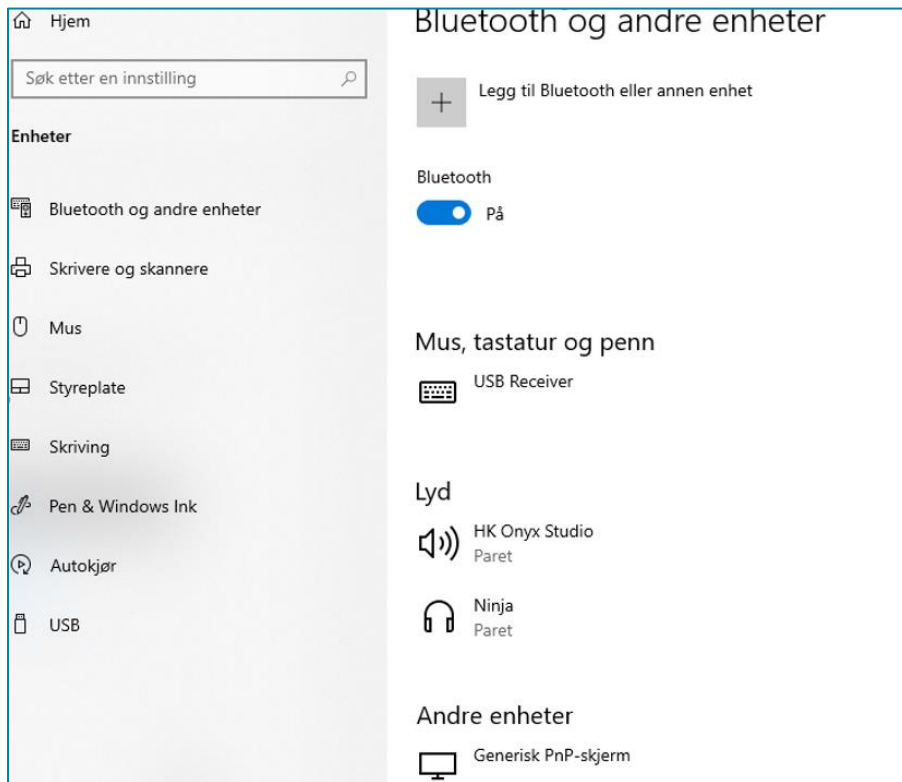 Hjem
Søk etter en innstilling
Enheter
Bluetooth og andre enheter
Skrivere og skannere
Mus
Styreplate
Skriving
Pen & Windows Ink
Autokjør
USB
Bluetooth og andre enheter
Legg til Bluetooth eller annen enhet
Bluetooth
På
Mus, tastatur og penn
USB Receiver
Lyd
HK Onyx Studio
Paret
Ninja
Paret
Andre enheter
Generisk PnP-skjerm